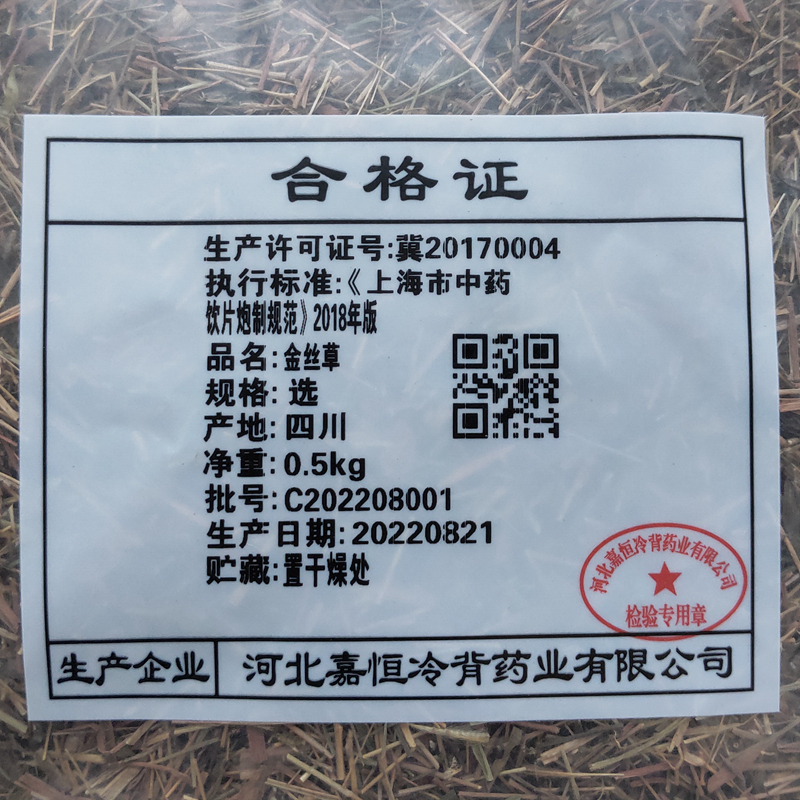 合格证
生产许可证号:冀20170004
执行标准:《上海市中药
饮片炮制规范》2018年版
品名:金丝草
规格:选
产地:四川
净重:0.5kg
批号:C202208001
生产日期:20220821
贮藏:置干燥处
河北嘉恒冷背药业有限公司
检验专用章
生产企业 河北嘉恒冷背药业有限公司